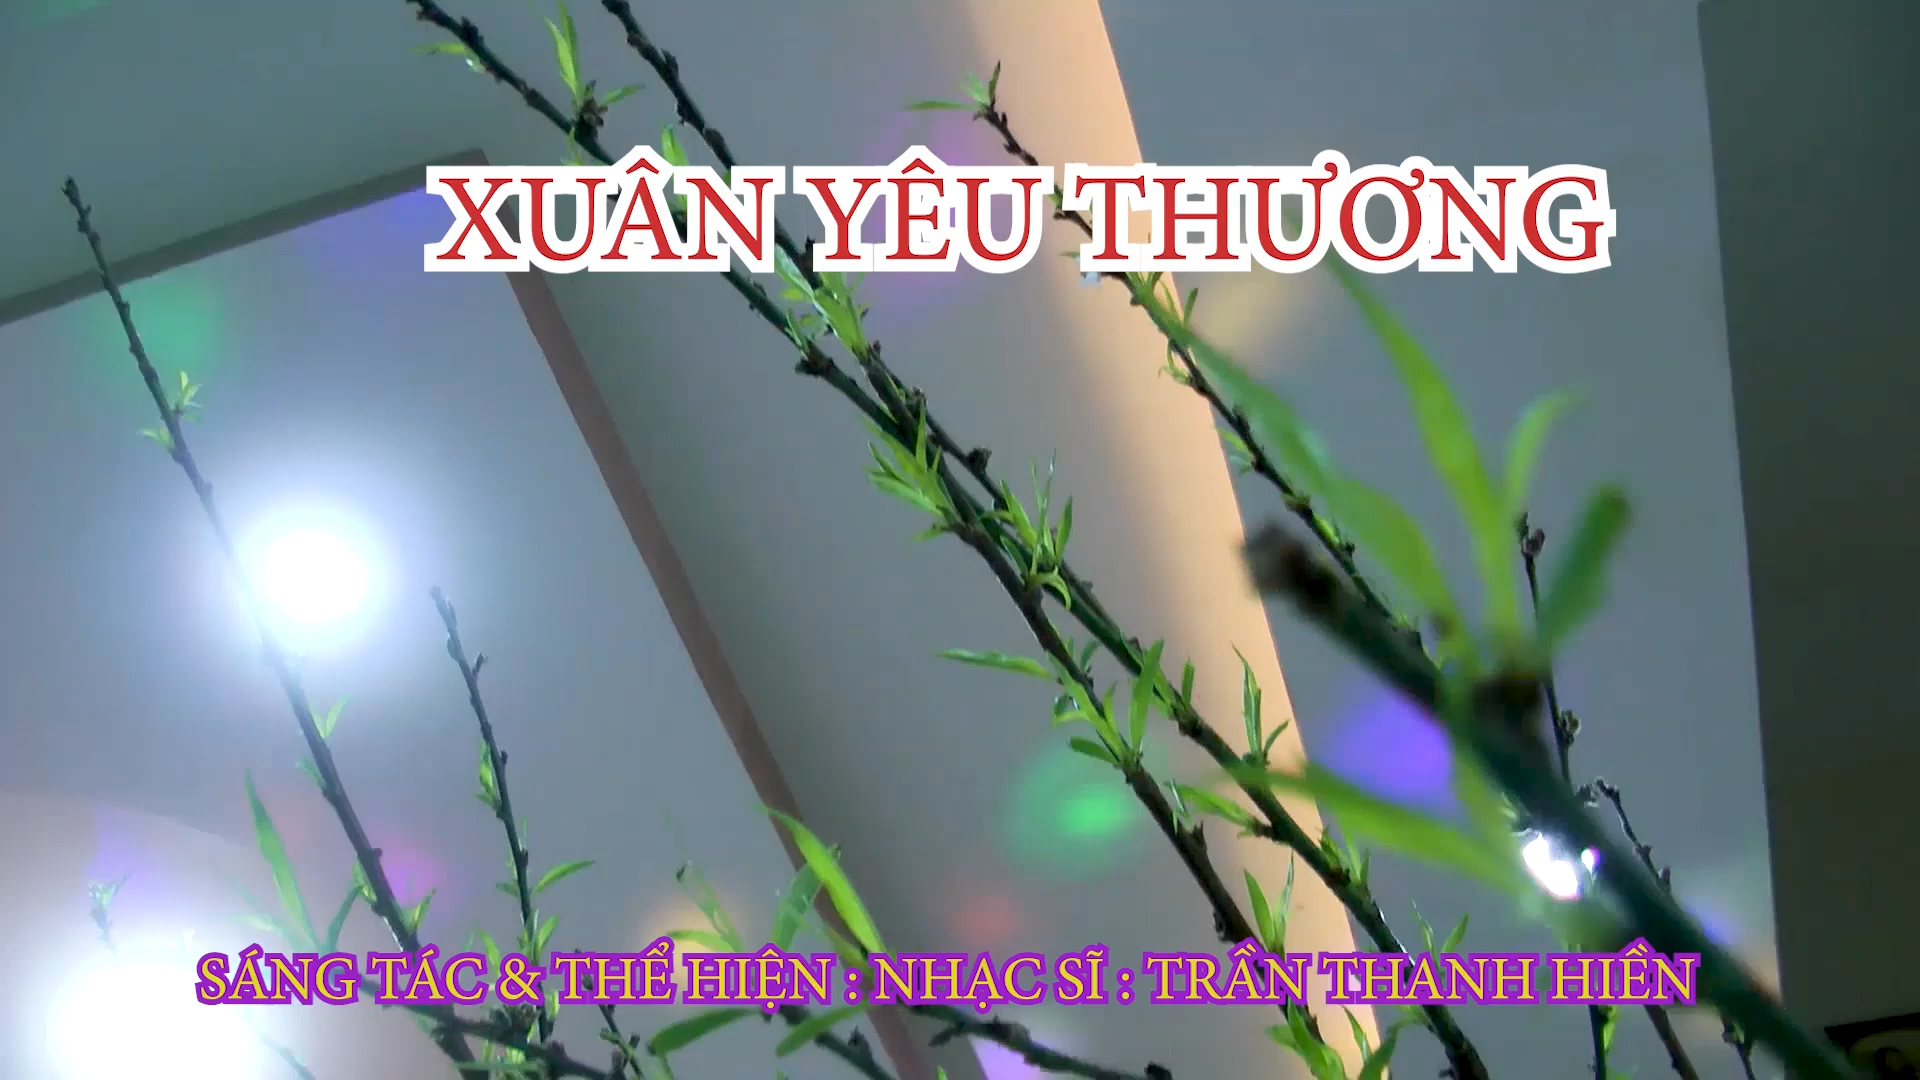 XUÂN YÊU THƯƠNG
SÁNG TÁC & THỂ HIỆN : NHẠC SĨ : TRẦN THANH HIỀN